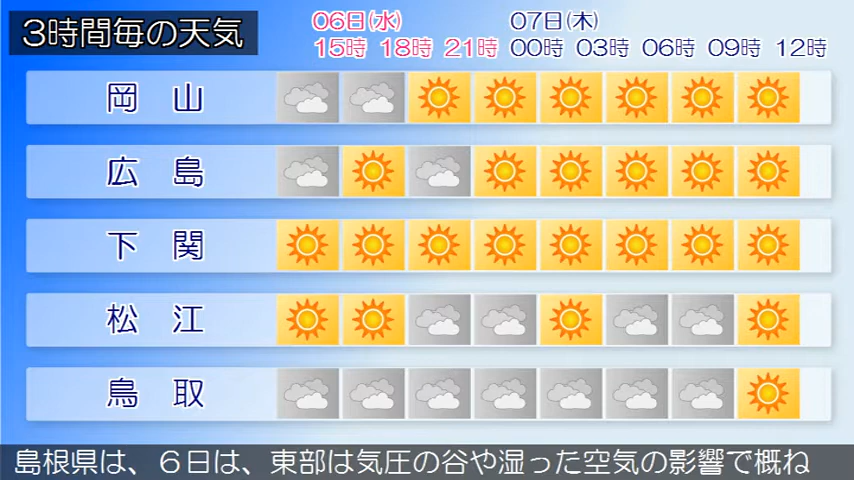 3時間毎の天気
06日(水) 07日(木)
15時 18時 21時 00時 03時 06時 09時 12時
岡 山
広 島
下 関
松 江
鳥 取
島根県は、６日は、東部は気圧の谷や湿った空気の影響で概ね